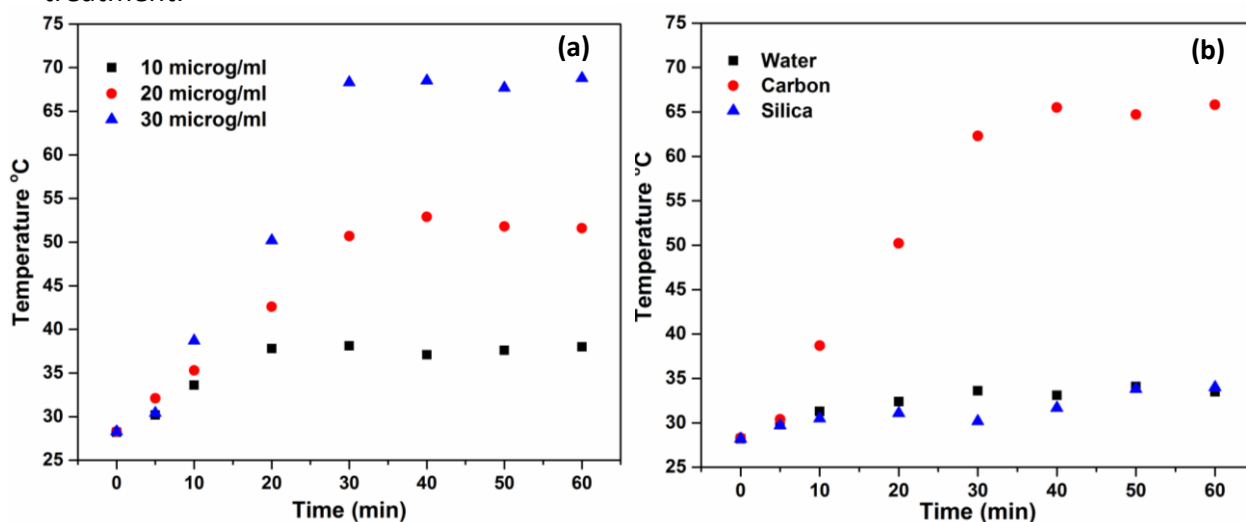 treatment.
75
70
65
60
55
50
45
40
35
30
25
Temperature °C
(a)
10 microg/ml
20 microg/ml
30 microg/ml
0 10 20 30 40 50 60
Time (min)
75
70
65
60
55
50
45
40
35
30
25
Temperature °C
(b)
Water
Carbon
Silica
0 10 20 30 40 50 60
Time (min)